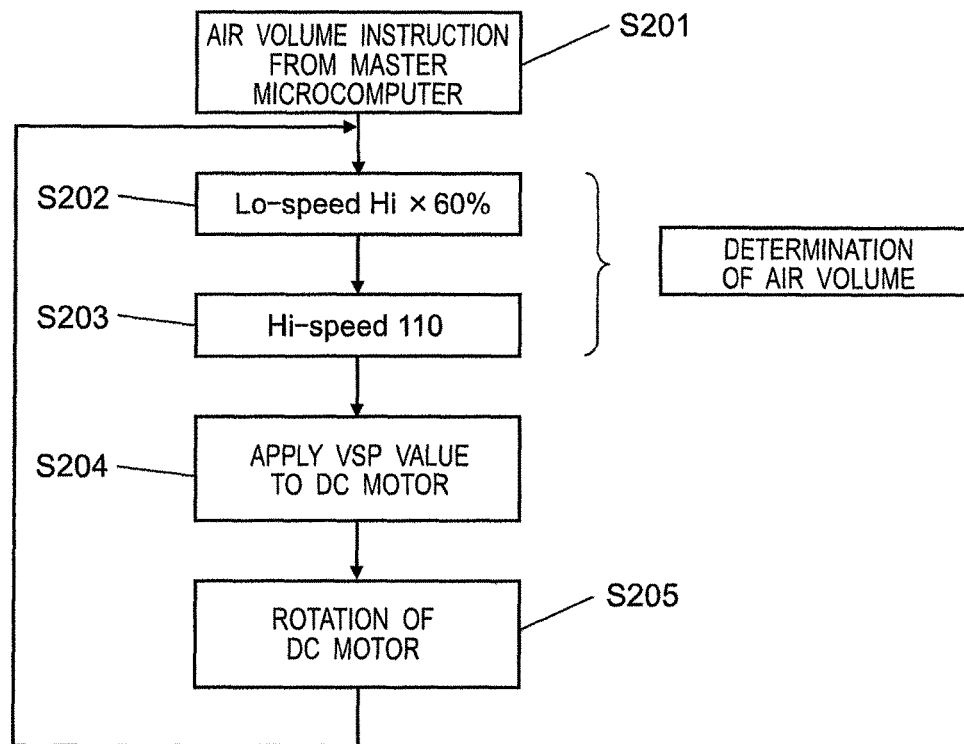 AIR VOLUME INSTRUCTION
FROM MASTER
MICROCOMPUTER
S201
S202
Lo-speed Hi × 60%
DETERMINATION
OF AIR VOLUME
S203
Hi-speed 110
S204
APPLY VSP VALUE
TO DC MOTOR
S205
ROTATION OF
DC MOTOR